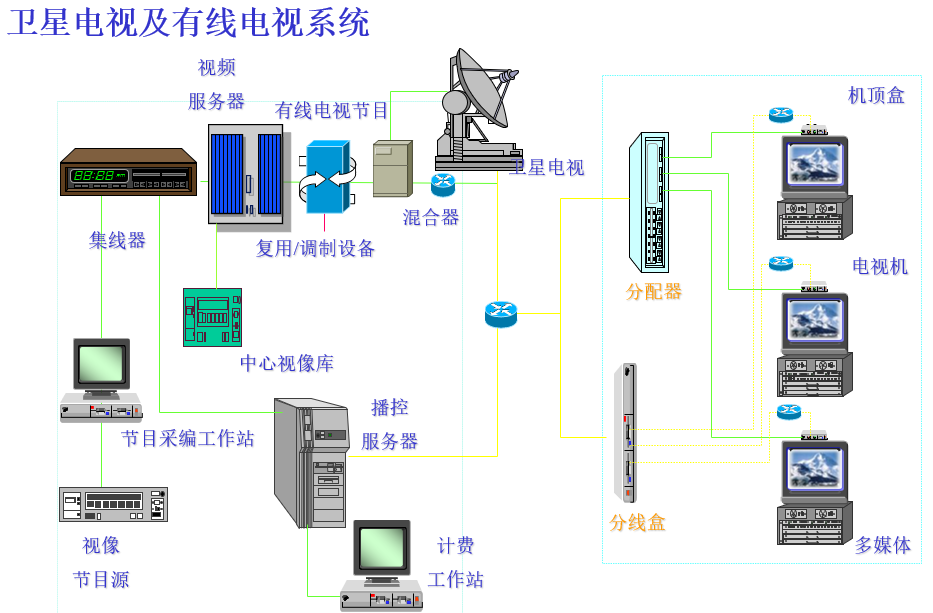 卫星电视及有线电视系统
视频
服务器
有线电视节目
机顶盒
卫星电视
混合器
集线器
复用/调制设备
电视机
分配器
中心视像库
播控
服务器
节目采编工作站
分线盒
视像
节目源
计费
工作站
多媒体